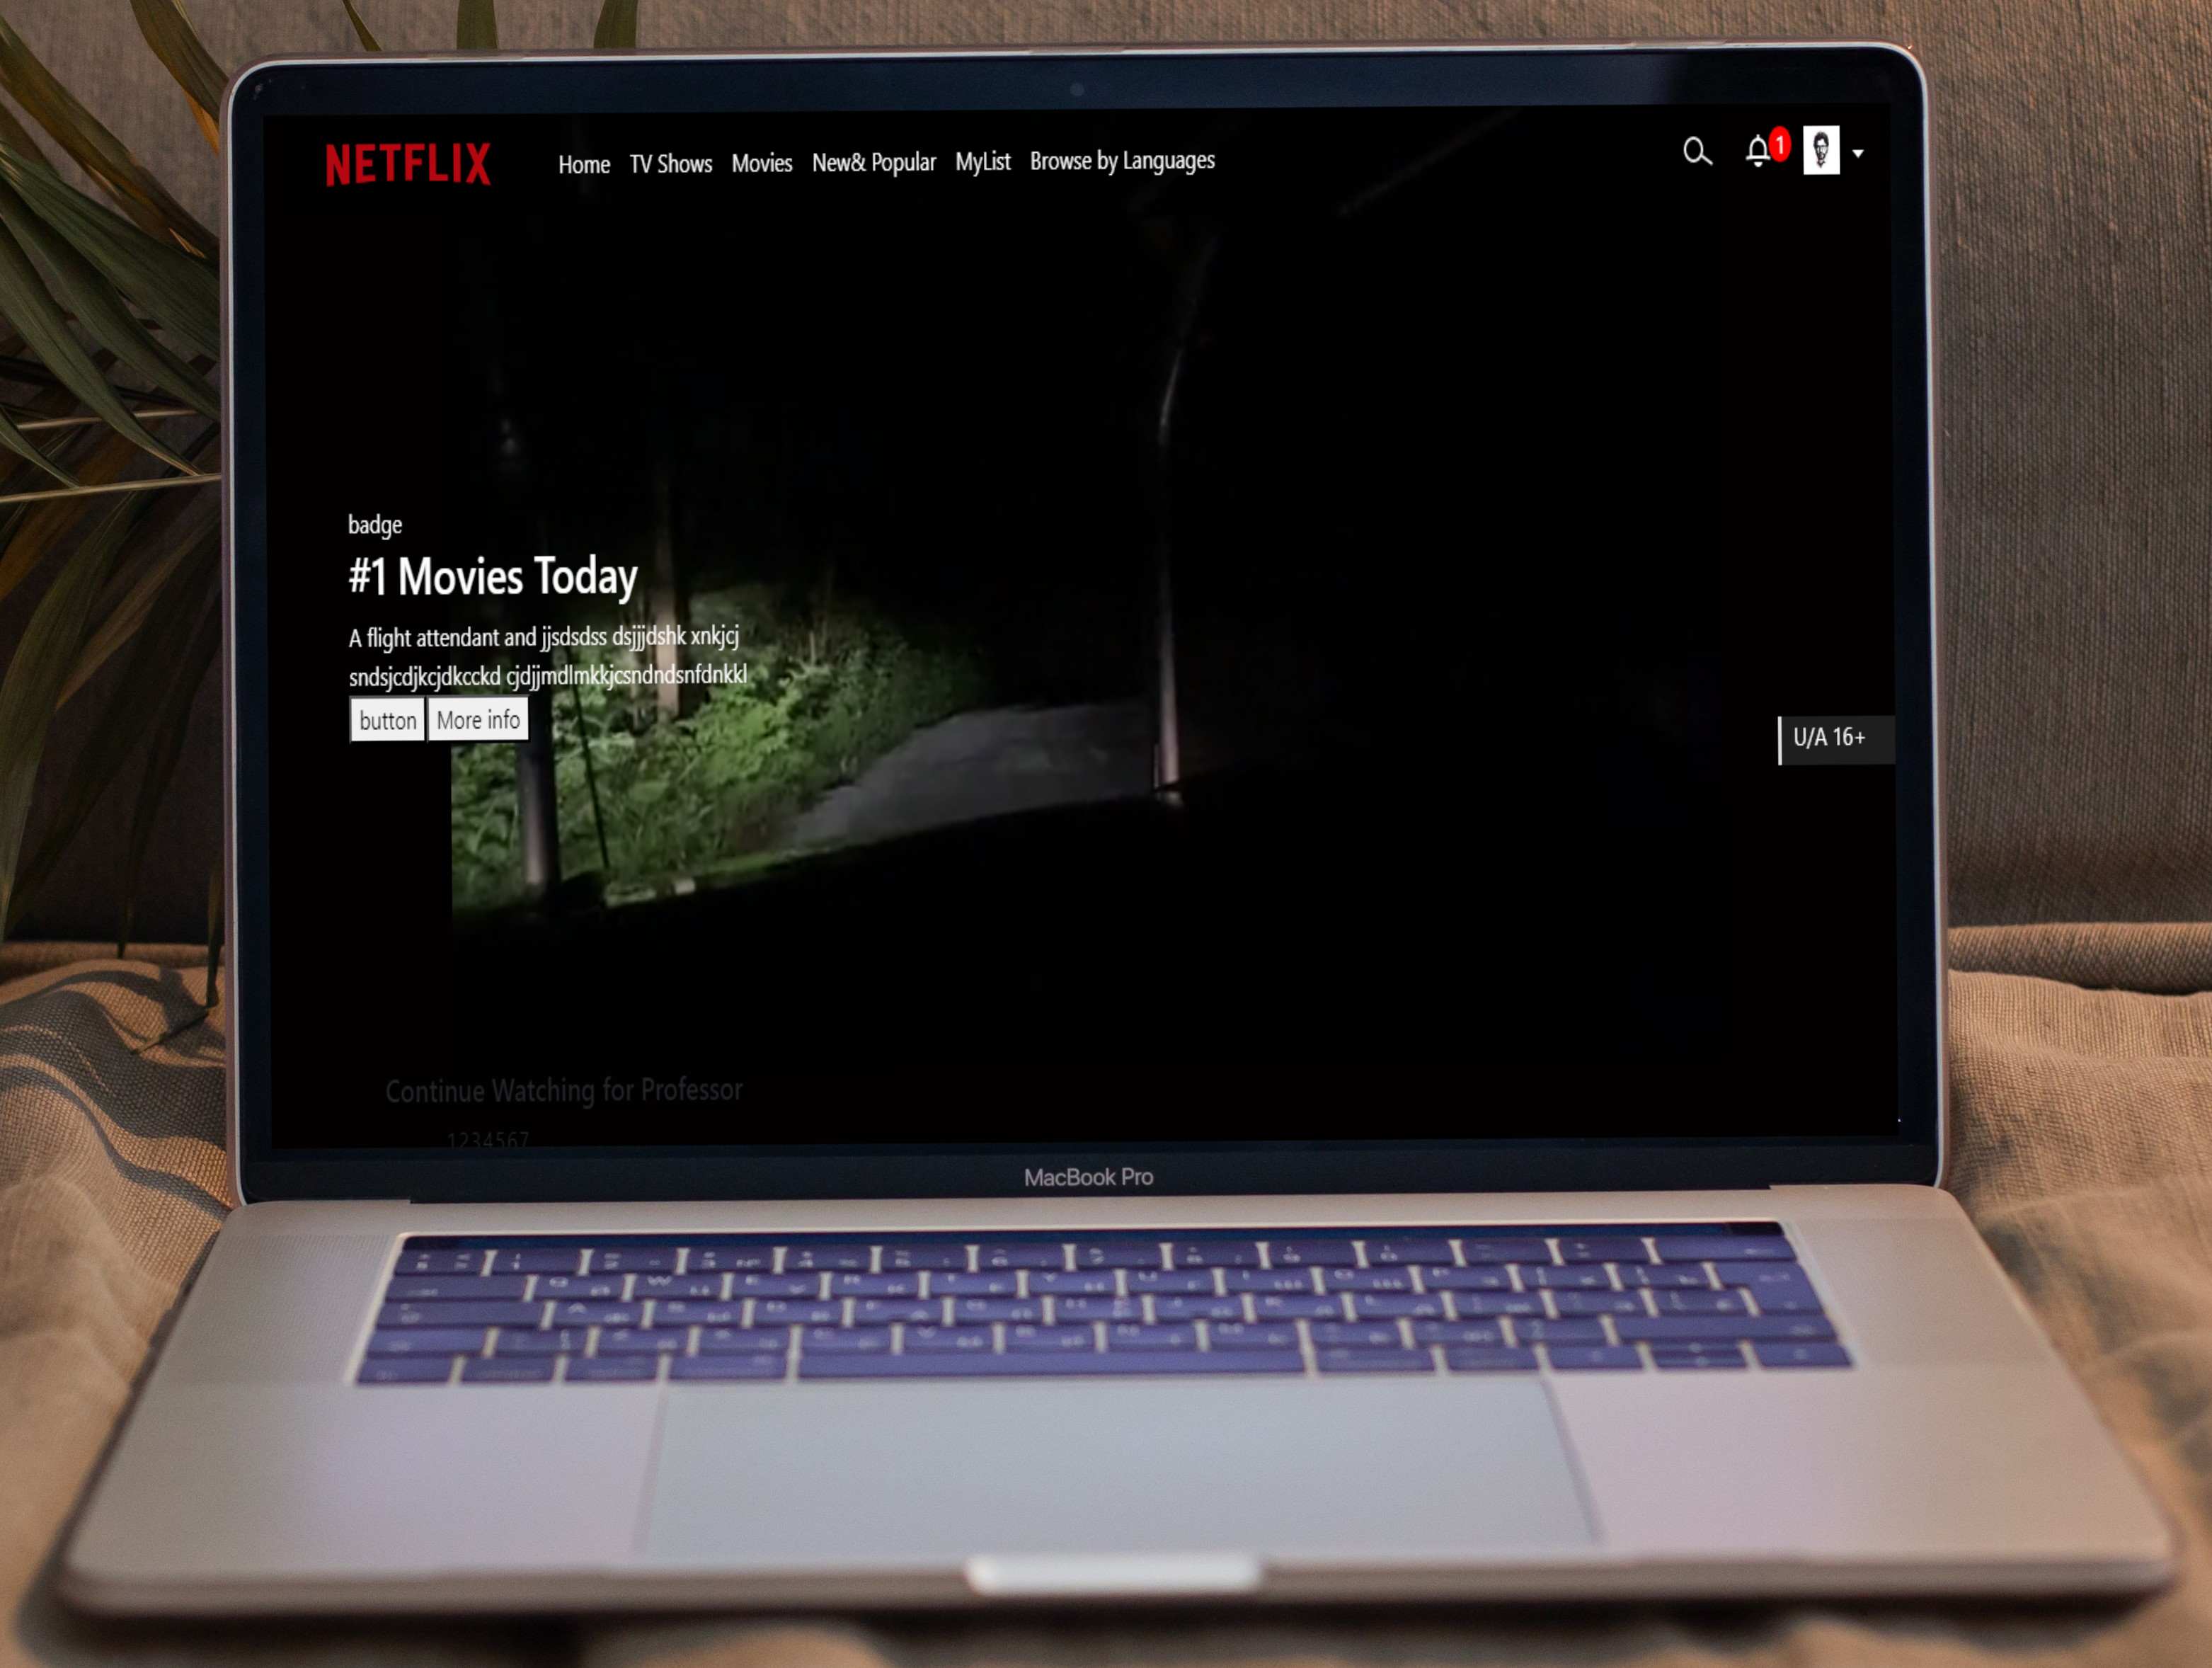 NETFLIX Home TV Shows Movies New& Popular MyList Browse by Languages 1
badge
#1 Movies Today
A flight attendant and jjsdsdss dsjjjdshk xnkjcj
sndsjcdjkcjdkcckd cjdjjmdlmkkjcsndndsnfdnkkl
button More info
U/A 16+
Continue Watching for Professor
1234567
MacBook Pro